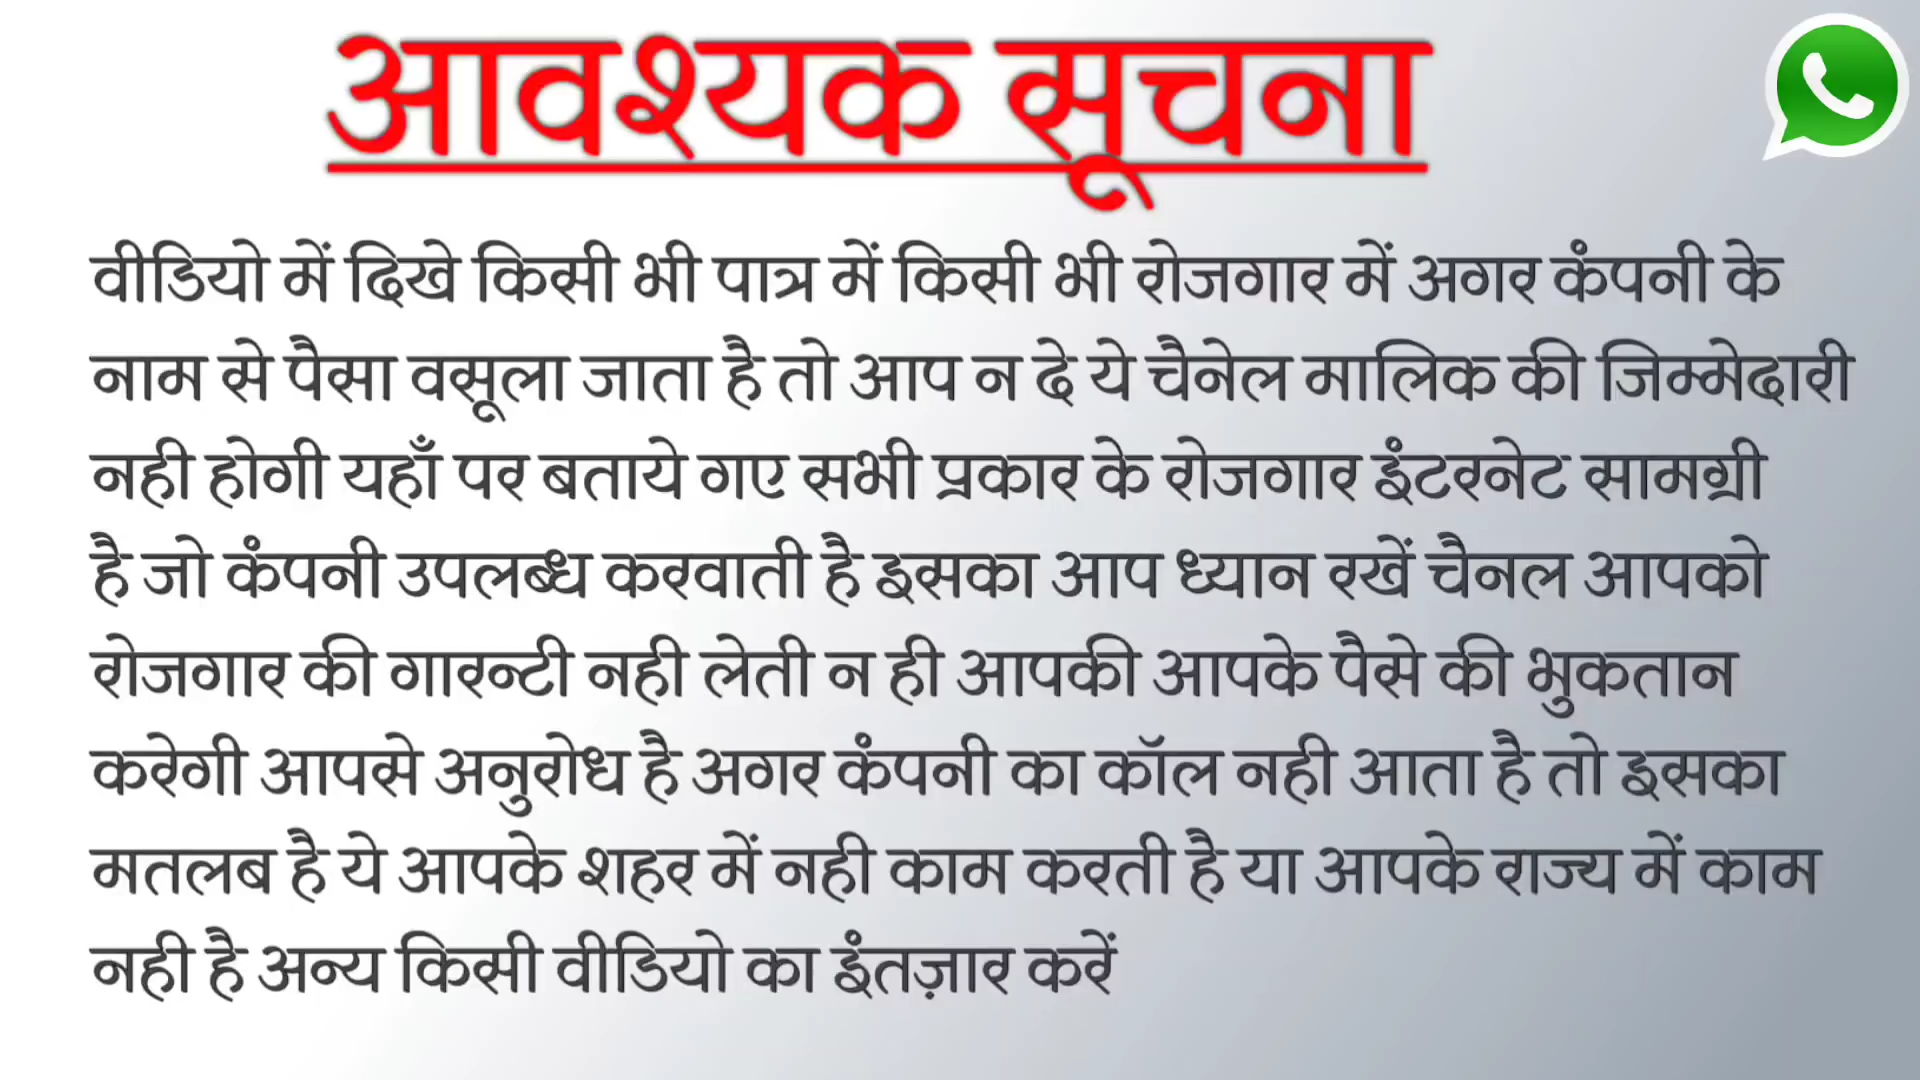 आवश्यक सूचना
वीडियो में दिखे किसी भी पात्र में किसी भी रोजगार में अगर कंपनी के
नाम से पैसा वसूला जाता है तो आप न दे ये चैनेल मालिक की जिम्मेदारी
नही होगी यहाँ पर बताये गए सभी प्रकार के रोजगार इंटरनेट सामग्री
है जो कंपनी उपलब्ध करवाती है इसका आप ध्यान रखें चैनल आपको
रोजगार की गारन्टी नही लेती न ही आपकी आपके पैसे की भुकतान
करेगी आपसे अनुरोध है अगर कंपनी का कॉल नही आता है तो इसका
मतलब है ये आपके शहर में नही काम करती है या आपके राज्य में काम
नही है अन्य किसी वीडियो का इंतज़ार करें